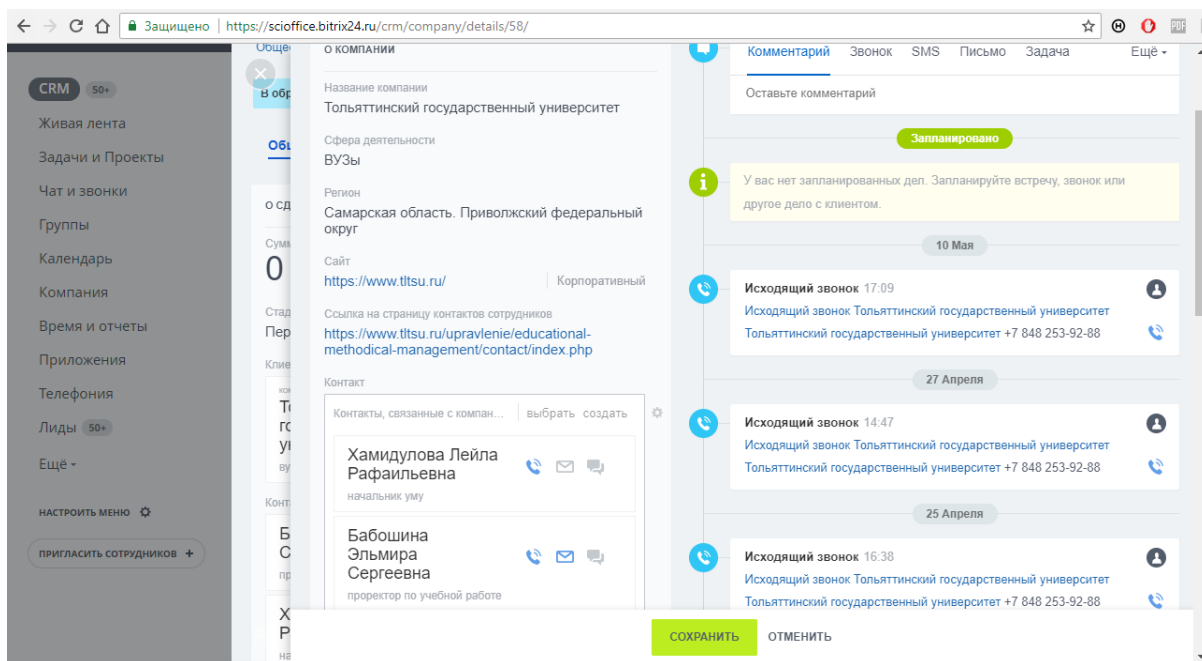 Защищено https://scioffice.bitrix24.ru/crm/company/details/58/
CRM 50+
Живая лента
Задачи и Проекты
Чат и звонки
Группы
Календарь
Компания
Время и отчеты
Приложения
Телефония
Лиды 50+
Ещё
НАСТРОИТЬ МЕНЮ
ПРИГЛАСИТЬ СОТРУДНИКОВ +
В обр
О СД
0
О КОМПАНИИ
Название компании
Тольяттинский государственный университет
Сфера деятельности
ВУЗы
Регион
Самарская область. Приволжский федеральный
округ
Сайт
https://www.tltsu.ru/ Корпоративный
Ссылка на страницу контактов сотрудников
https://www.tltsu.ru/upravlenie/educational-
methodical-management/contact/index.php
Контакт
Контакты, связанные с компан... выбрать создать
Хамидулова Лейла
Рафаильевна
начальник уму
Бабошина
Эльмира
Сергеевна
проректор по учебной работе
СОХРАНИТЬ ОТМЕНИТЬ
Комментарий Звонок SMS Письмо Задача Ещё
Оставьте комментарий
Запланировано
У вас нет запланированных дел. Запланируйте встречу, звонок или
другое дело с клиентом.
10 Мая
Исходящий звонок 17:09
Исходящий звонок Тольяттинский государственный университет
Тольяттинский государственный университет +7 848 253-92-88
27 Апреля
Исходящий звонок 14:47
Исходящий звонок Тольяттинский государственный университет
Тольяттинский государственный университет +7 848 253-92-88
25 Апреля
Исходящий звонок 16:38
Исходящий звонок Тольяттинский государственный университет
Тольяттинский государственный университет +7 848 253-92-88